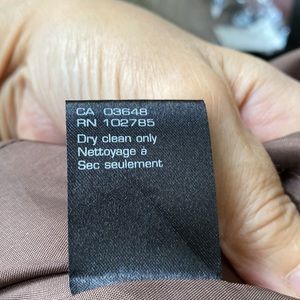 CA 03648
RN 102785
Dry clean only
Nettoyage à
Sec seulement